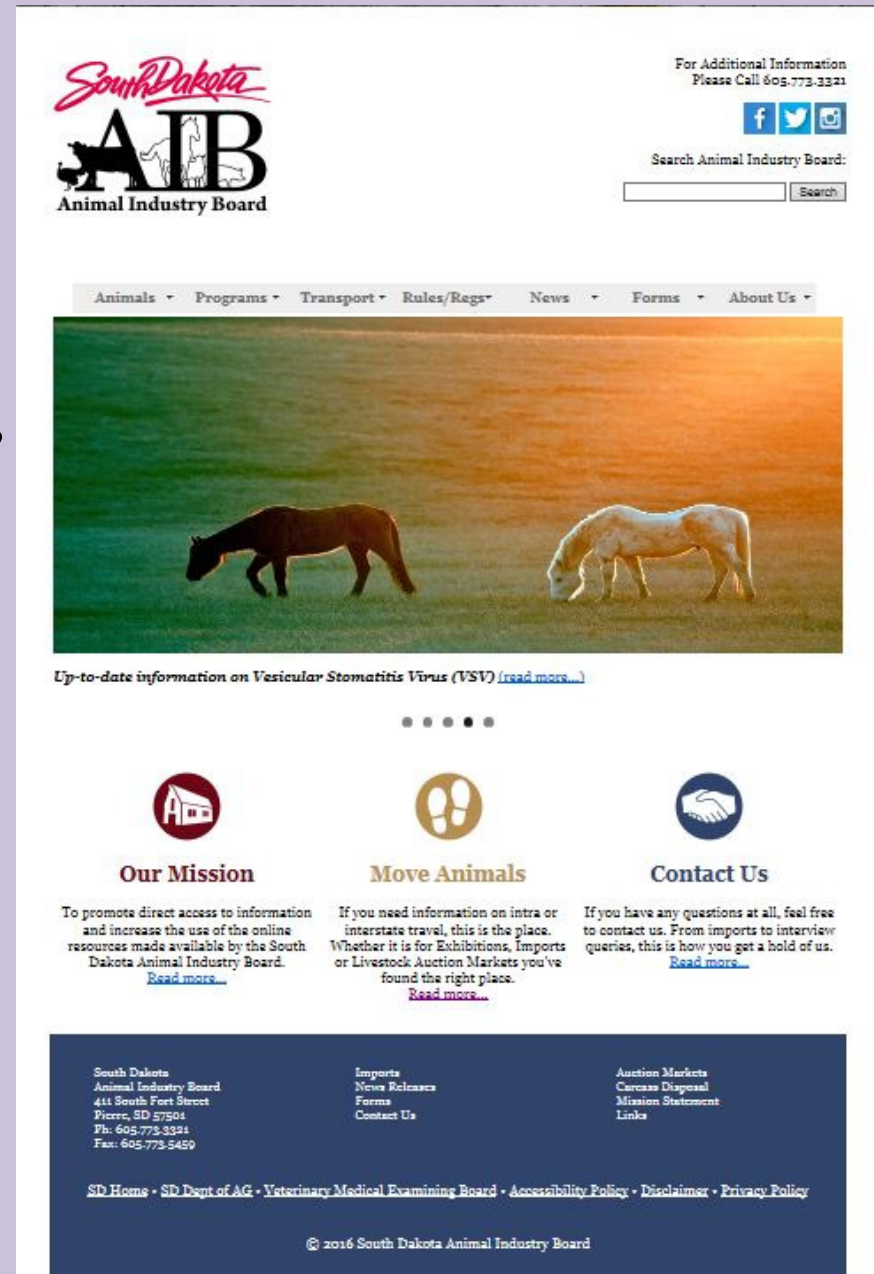 South Dakota
AIB
Animal Industry Board
For Additional Information
Please Call 605.773.3321
Search Animal Industry Board:
Search
Animals Programs Transport Rules/Regs News Forms About Us
Up-to-date information on Vesicular Stomatitis Virus (VSV) (read more...)
Our Mission
To promote direct access to information
and increase the use of the online
resources made available by the South
Dakota Animal Industry Board.
Read more...
Move Animals
If you need information on intra or
interstate travel, this is the place.
Whether it is for Exhibitions, Imports
or Livestock Auction Markets you've
found the right place.
Read more...
Contact Us
If you have any questions at all, feel free
to contact us. From imports to interview
queries, this is how you get a hold of us.
Read more...
South Dakota
Animal Industry Board
411 South Fort Street
Pierre, SD 57501
Ph: 605.773.3321
Fax: 605.773.5459
Imports
News Releases
Forms
Contact Us
Auction Markets
Carcass Disposal
Mission Statement
Links
SD Home • SD Dept of AG • Veterinary Medical Examining Board • Accessibility Policy • Disclaimer • Privacy Policy
© 2016 South Dakota Animal Industry Board